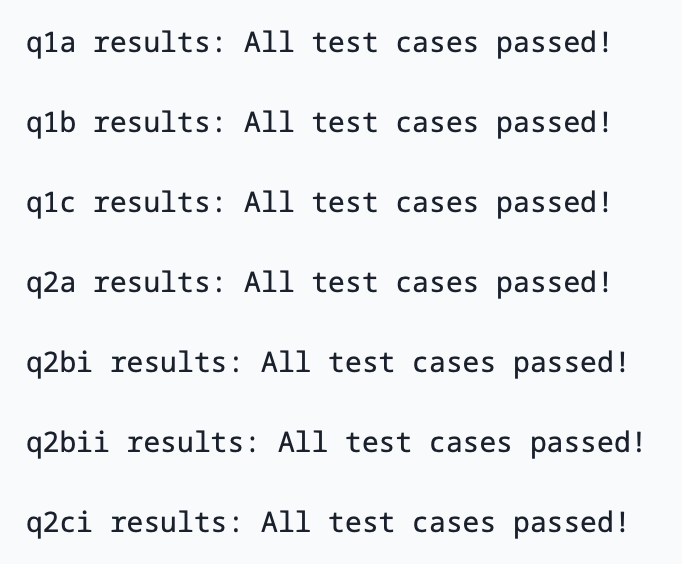 q1a results: All test cases passed!
q1b results: All test cases passed!
q1c results: All test cases passed!
q2a results: All test cases passed!
q2bi results: All test cases passed!
q2bii results: All test cases passed!
q2ci results: All test cases passed!